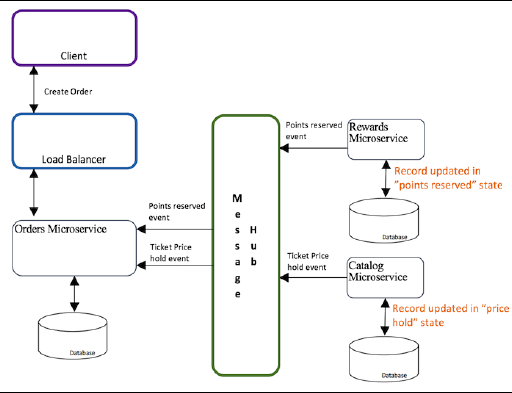 Client
Create Order
Load Balancer
Points reserved
event
Rewards
Microservice
Record updated in
"points reserved" state
Database
Message
Hub
Points reserved
event
Orders Microservice
Ticket Price
hold event
Ticket Price
hold event
Catalog
Microservice
Record updated in "price
hold" state
Database
Database